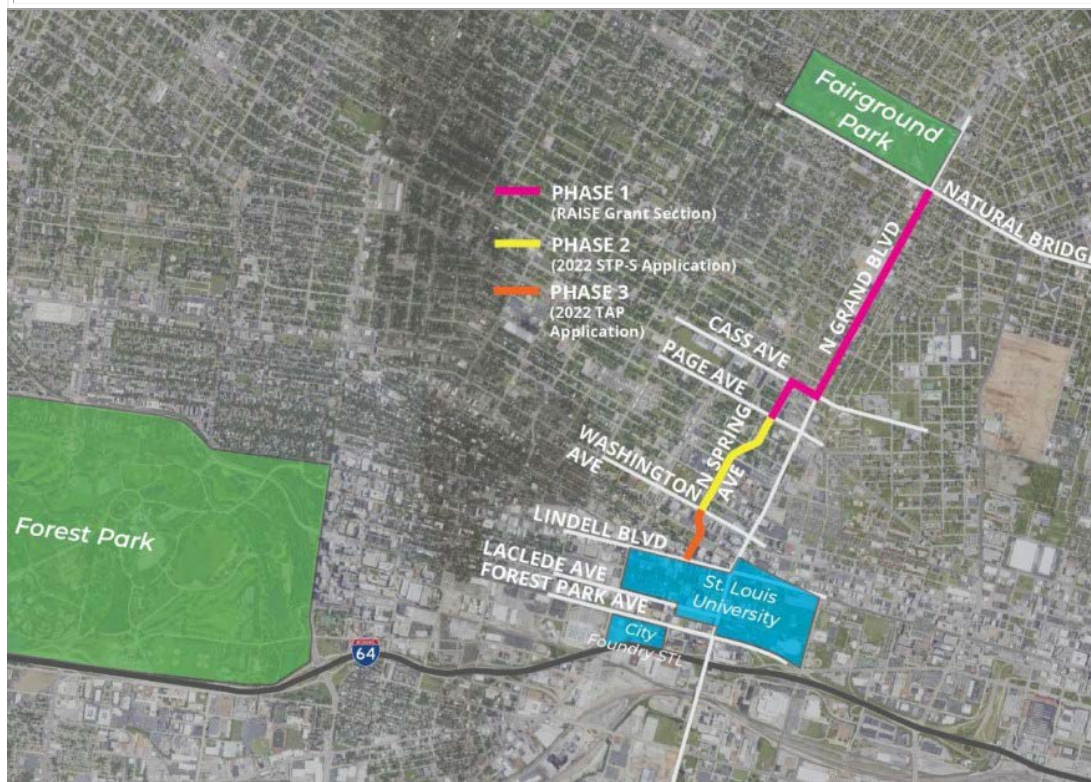 Fairground
Park
PHASE 1
(RAISE Grant Section)
PHASE 2
(2022 STP-S Application)
PHASE 3
(2022 TAP
Application)
NATURAL BRIDGE
N GRAND BLVD
CASS AVE
PAGE AVE
N SPRING
AVE
WASHINGTON
AVE
LINDELL BLVD
LACLEDE AVE
FOREST PARK AVE
Forest Park
St. Louis
University
City
Foundry STL
64